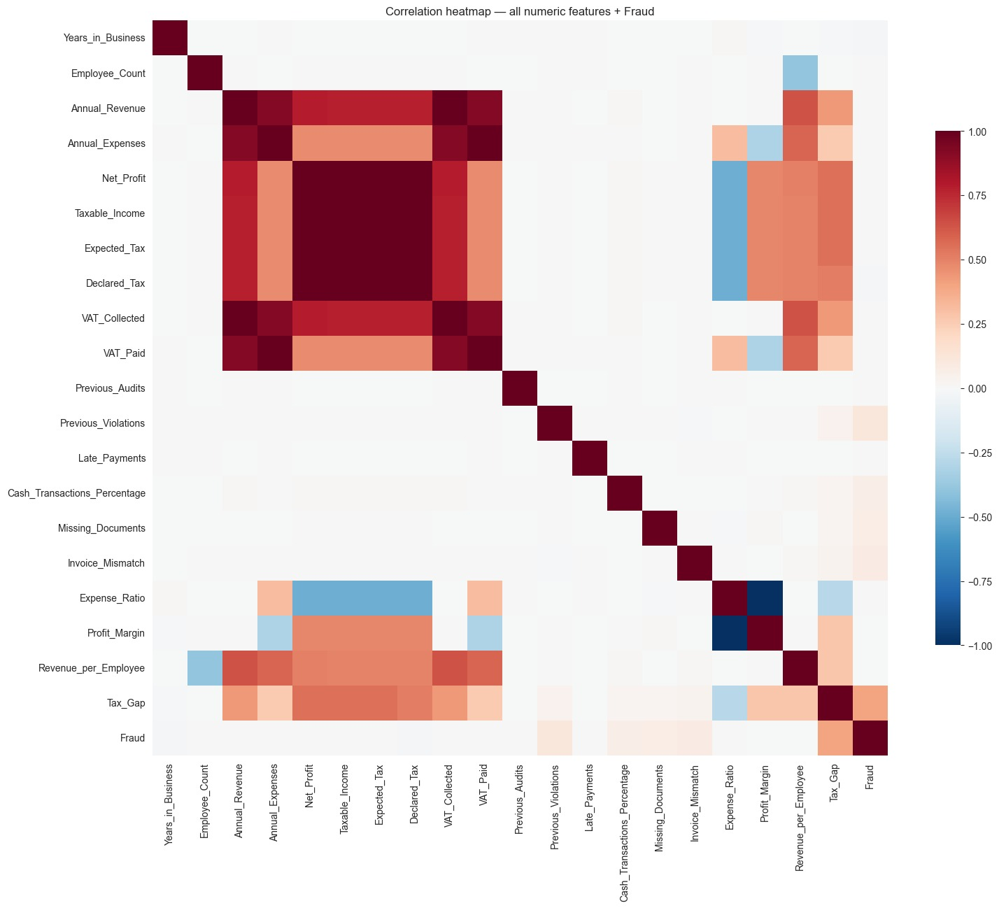 Correlation heatmap — all numeric features + Fraud
Years_in_Business
Employee_Count
Annual_Revenue
Annual_Expenses
Net_Profit
Taxable_Income
Expected_Tax
Declared_Tax
VAT_Collected
VAT_Paid
Previous_Audits
Previous_Violations
Late_Payments
Cash_Transactions_Percentage
Missing_Documents
Invoice_Mismatch
Expense_Ratio
Profit_Margin
Revenue_per_Employee
Tax_Gap
Fraud
Years_in_Business
Employee_Count
Annual_Revenue
Annual_Expenses
Net_Profit
Taxable_Income
Expected_Tax
Declared_Tax
VAT_Collected
VAT_Paid
Previous_Audits
Previous_Violations
Late_Payments
Cash_Transactions_Percentage
Missing_Documents
Invoice_Mismatch
Expense_Ratio
Profit_Margin
Revenue_per_Employee
Tax_Gap
Fraud
1.00
0.75
0.50
0.25
0.00
−0.25
−0.50
−0.75
−1.00